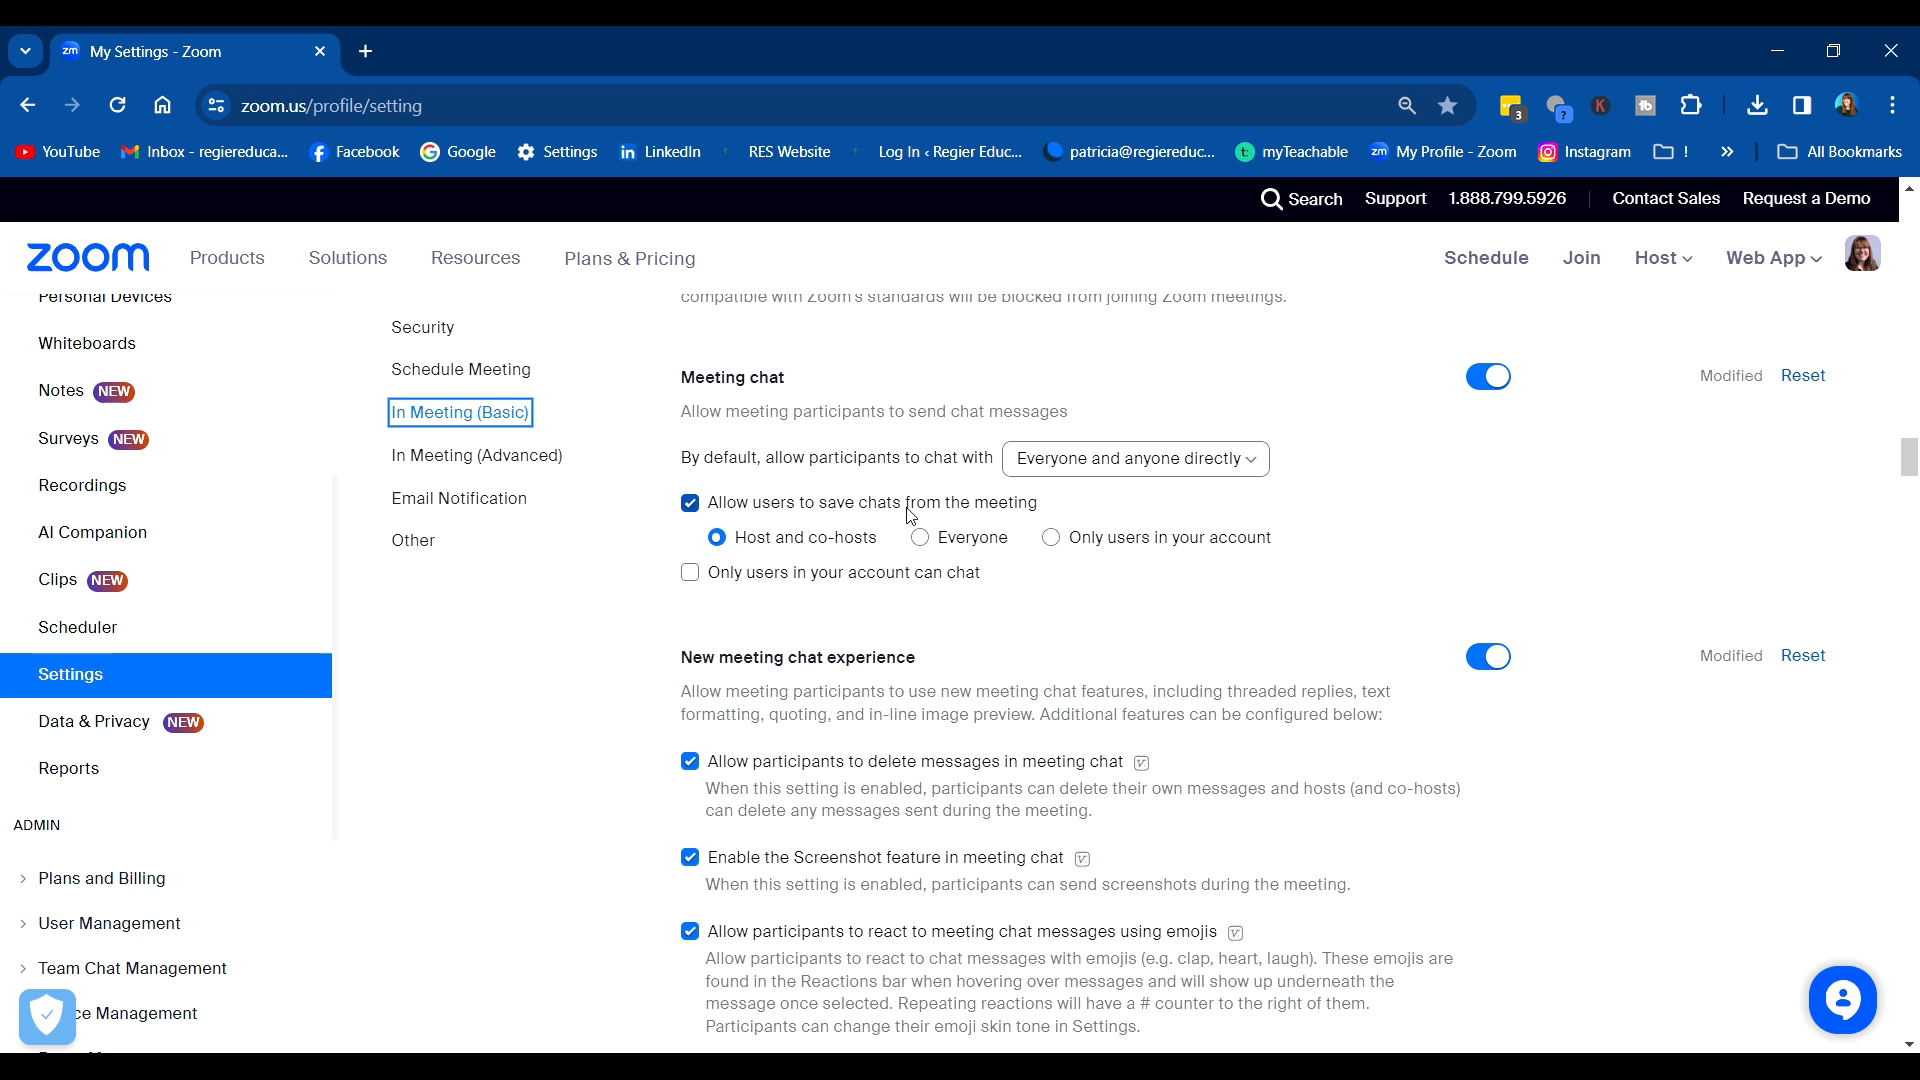 zm My Settings - Zoom
zoom.us/profile/setting
3
?
K
tb
YouTube
Inbox - regiereduca...
Facebook
Google
Settings
LinkedIn
RES Website
Log In ‹ Regier Educ...
patricia@regiereduc...
t:
myTeachable
zm
My Profile - Zoom
Instagram
!
»
All Bookmarks
Search Support 1.888.799.5926 Contact Sales Request a Demo
zoom Products Solutions Resources Plans & Pricing Schedule Join Host Web App
Personal Devices
Whiteboards
Notes NEW
Surveys NEW
Recordings
AI Companion
Clips NEW
Scheduler
Settings
Data & Privacy NEW
Reports
ADMIN
Plans and Billing
User Management
Team Chat Management
ce Management
Security
Schedule Meeting
In Meeting (Basic)
In Meeting (Advanced)
Email Notification
Other
compatible with Zoom's standards will be blocked from joining Zoom meetings.
Meeting chat
Modified Reset
Allow meeting participants to send chat messages
By default, allow participants to chat with Everyone and anyone directly
Allow users to save chats from the meeting
Host and co-hosts Everyone Only users in your account
Only users in your account can chat
New meeting chat experience
Modified Reset
Allow meeting participants to use new meeting chat features, including threaded replies, text
formatting, quoting, and in-line image preview. Additional features can be configured below:
Allow participants to delete messages in meeting chat
When this setting is enabled, participants can delete their own messages and hosts (and co-hosts)
can delete any messages sent during the meeting.
Enable the Screenshot feature in meeting chat
When this setting is enabled, participants can send screenshots during the meeting.
Allow participants to react to meeting chat messages using emojis
Allow participants to react to chat messages with emojis (e.g. clap, heart, laugh). These emojis are
found in the Reactions bar when hovering over messages and will show up underneath the
message once selected. Repeating reactions will have a # counter to the right of them.
Participants can change their emoji skin tone in Settings.